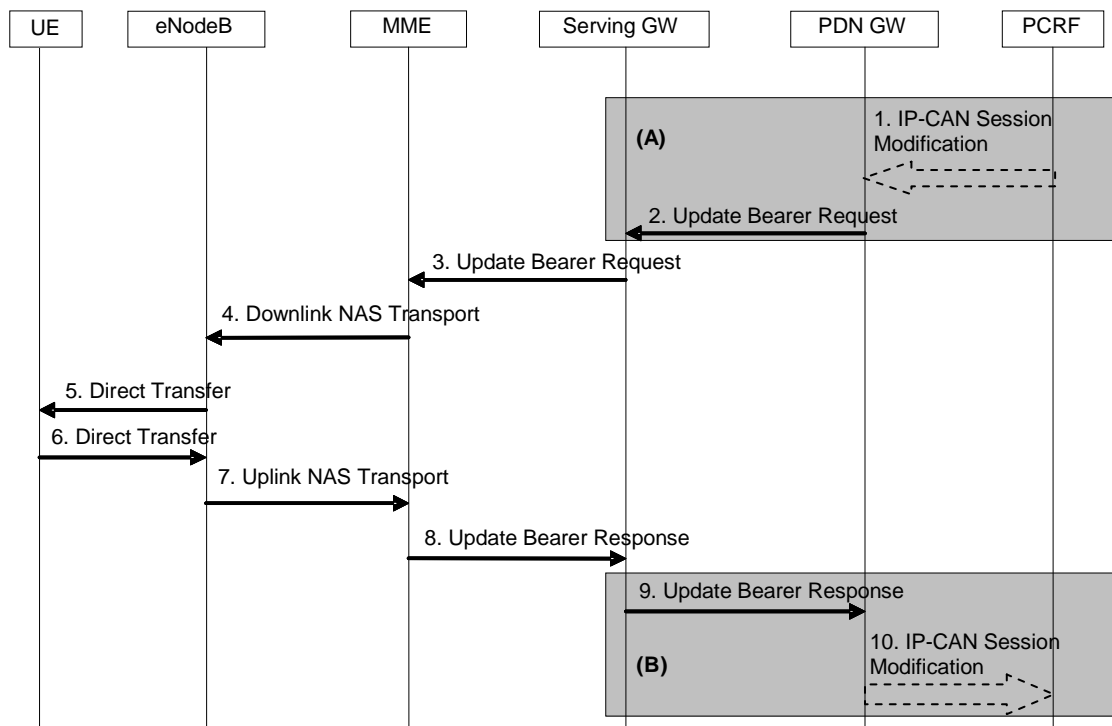 UE eNodeB MME Serving GW PDN GW PCRF
(A)
1. IP-CAN Session
Modification
2. Update Bearer Request
3. Update Bearer Request
4. Downlink NAS Transport
5. Direct Transfer
6. Direct Transfer
7. Uplink NAS Transport
8. Update Bearer Response
9. Update Bearer Response
(B)
10. IP-CAN Session
Modification